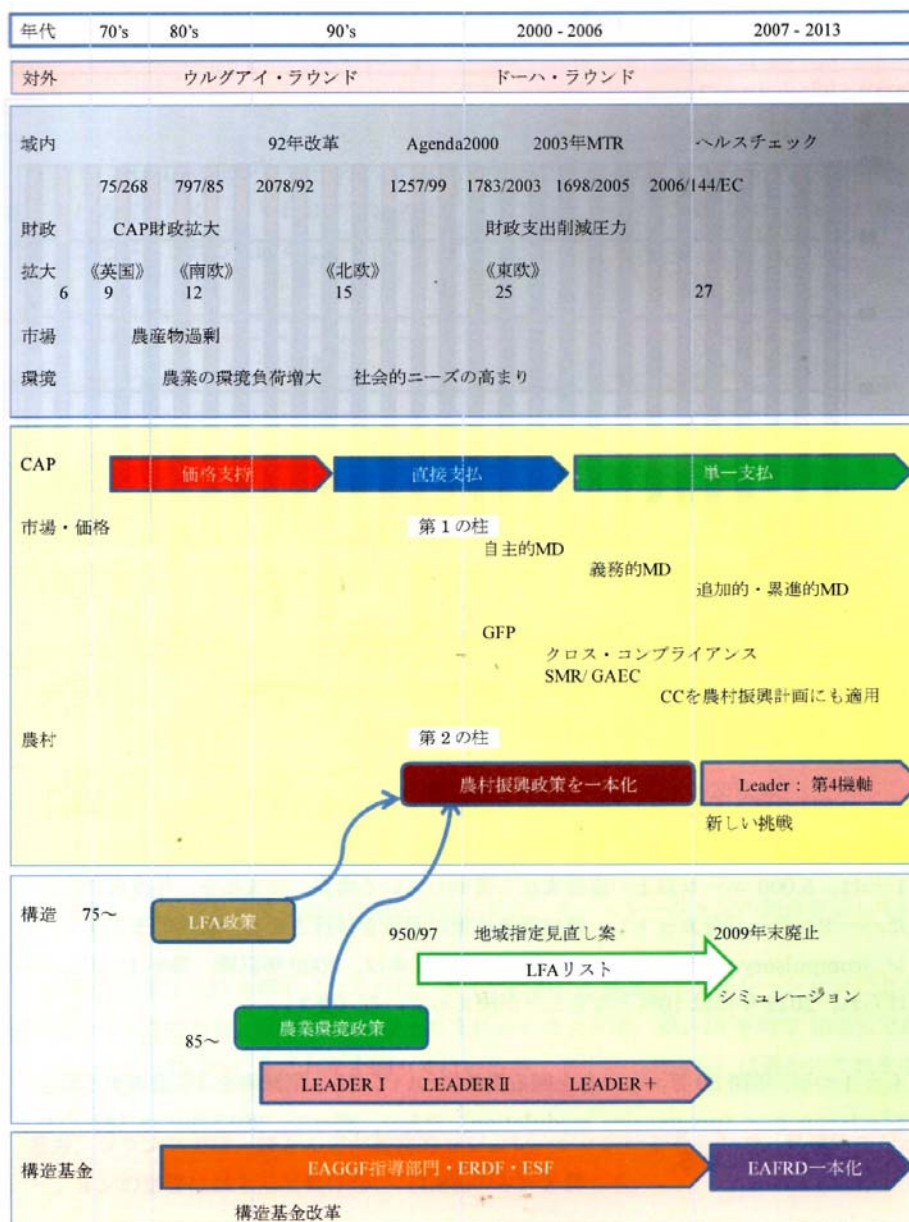 年代 70's 80's 90's 2000 - 2006 2007 - 2013
対外 ウルグアイ・ラウンド ドーハ・ラウンド
域内 92年改革 Agenda2000 2003年MTR ヘルスチェック
75/268 797/85 2078/92 1257/99 1783/2003 1698/2005 2006/144/EC
財政 CAP財政拡大 財政支出削減圧力
拡大 《英国》 《南欧》 《北欧》 《東欧》
6 9 12 15 25 27
市場 農産物過剰
環境 農業の環境負荷増大 社会的ニーズの高まり
CAP 価格支持 直接支払 単一支払
市場・価格 第1の柱
自主的MD
義務的MD
追加的・累進的MD
GFP
クロス・コンプライアンス
SMR/ GAEC
CCを農村振興計画にも適用
農村 第2の柱
農村振興政策を一本化 Leader： 第4機軸
新しい挑戦
構造 75～ LFA政策
950/97 地域指定見直し案 2009年末廃止
LFAリスト
シミュレージョン
85～ 農業環境政策
LEADERⅠ LEADERⅡ LEADER＋
構造基金 EAGGF指導部門・ERDF・ESF EAFRD一本化
構造基金改革